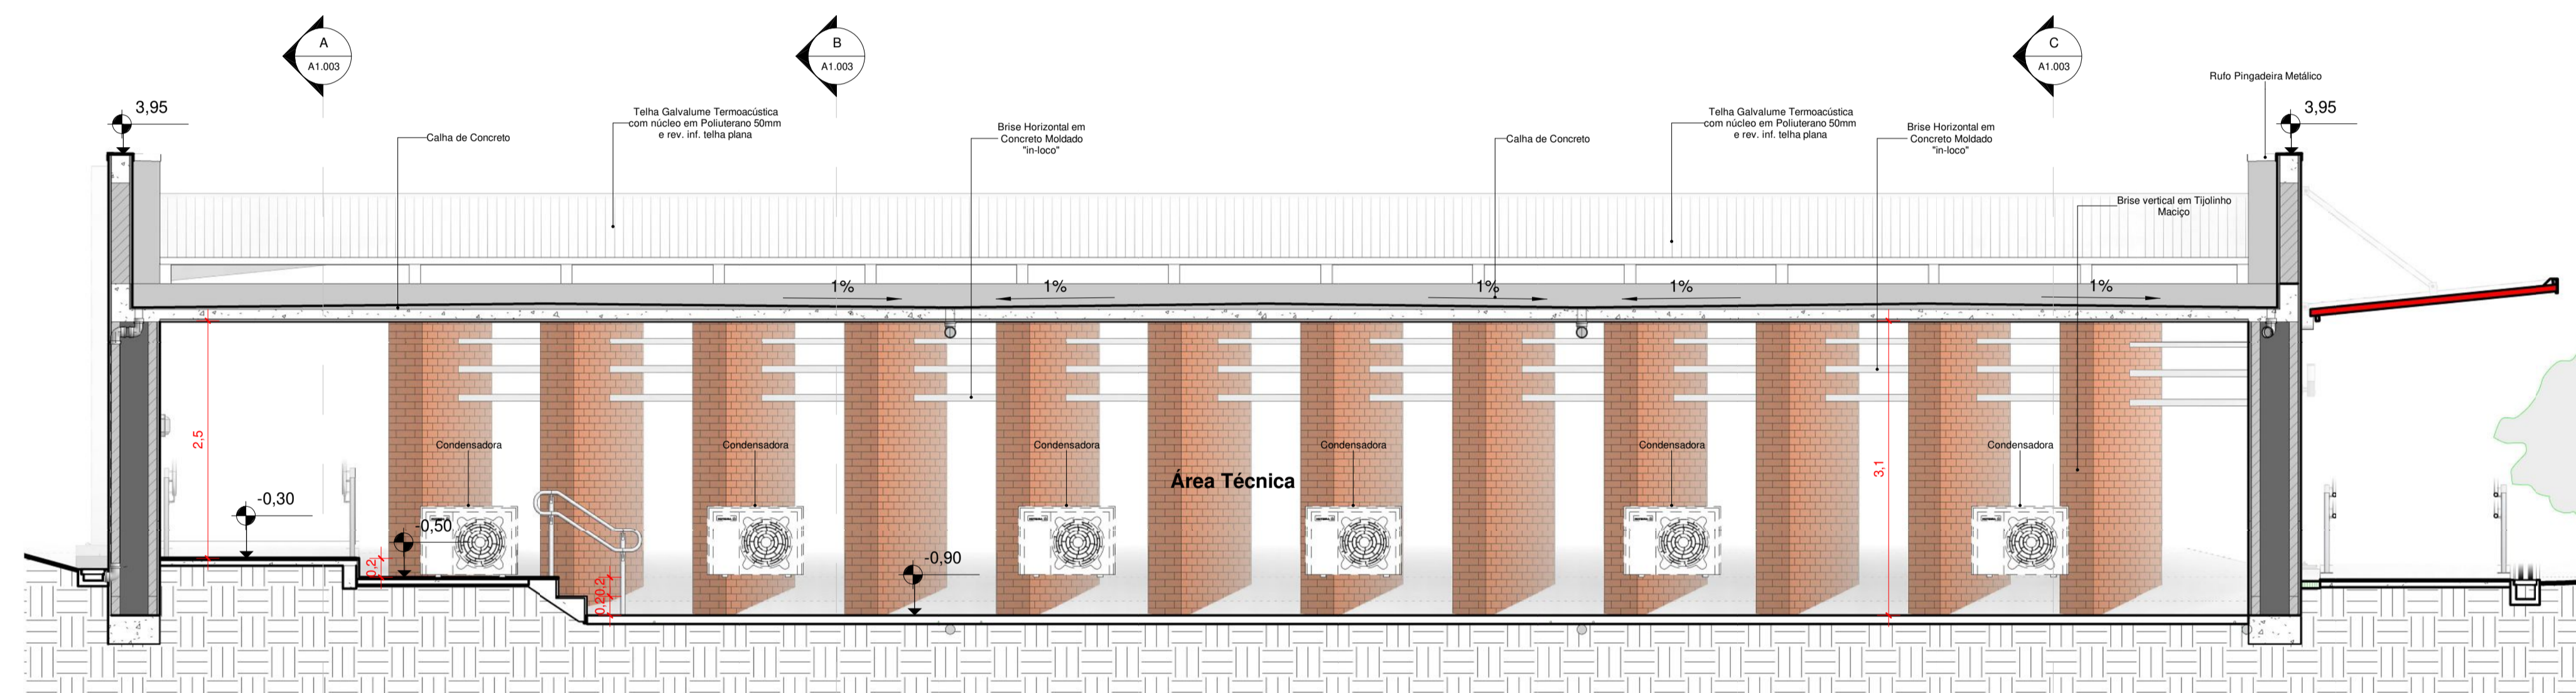 A
A1.003
B
A1.003
C
A1.003
Rufo Pingadeira Metálico
3,95
3,95
Telha Galvalume Termoacústica
com núcleo em Poliuterano 50mm
e rev. inf. telha plana
Calha de Concreto
Brise Horizontal em
Concreto Moldado
"in-loco"
Telha Galvalume Termoacústica
com núcleo em Poliuterano 50mm
e rev. inf. telha plana
Calha de Concreto
Brise Horizontal em
Concreto Moldado
"in-loco"
Brise vertical em Tijolinho
Maciço
1%
1%
1%
1%
1%
2,5
3,1
Condensadora
Condensadora
Condensadora
Condensadora
Condensadora
Condensadora
Área Técnica
-0,30
-0,50
-0,90
0,2
0,2
0,2